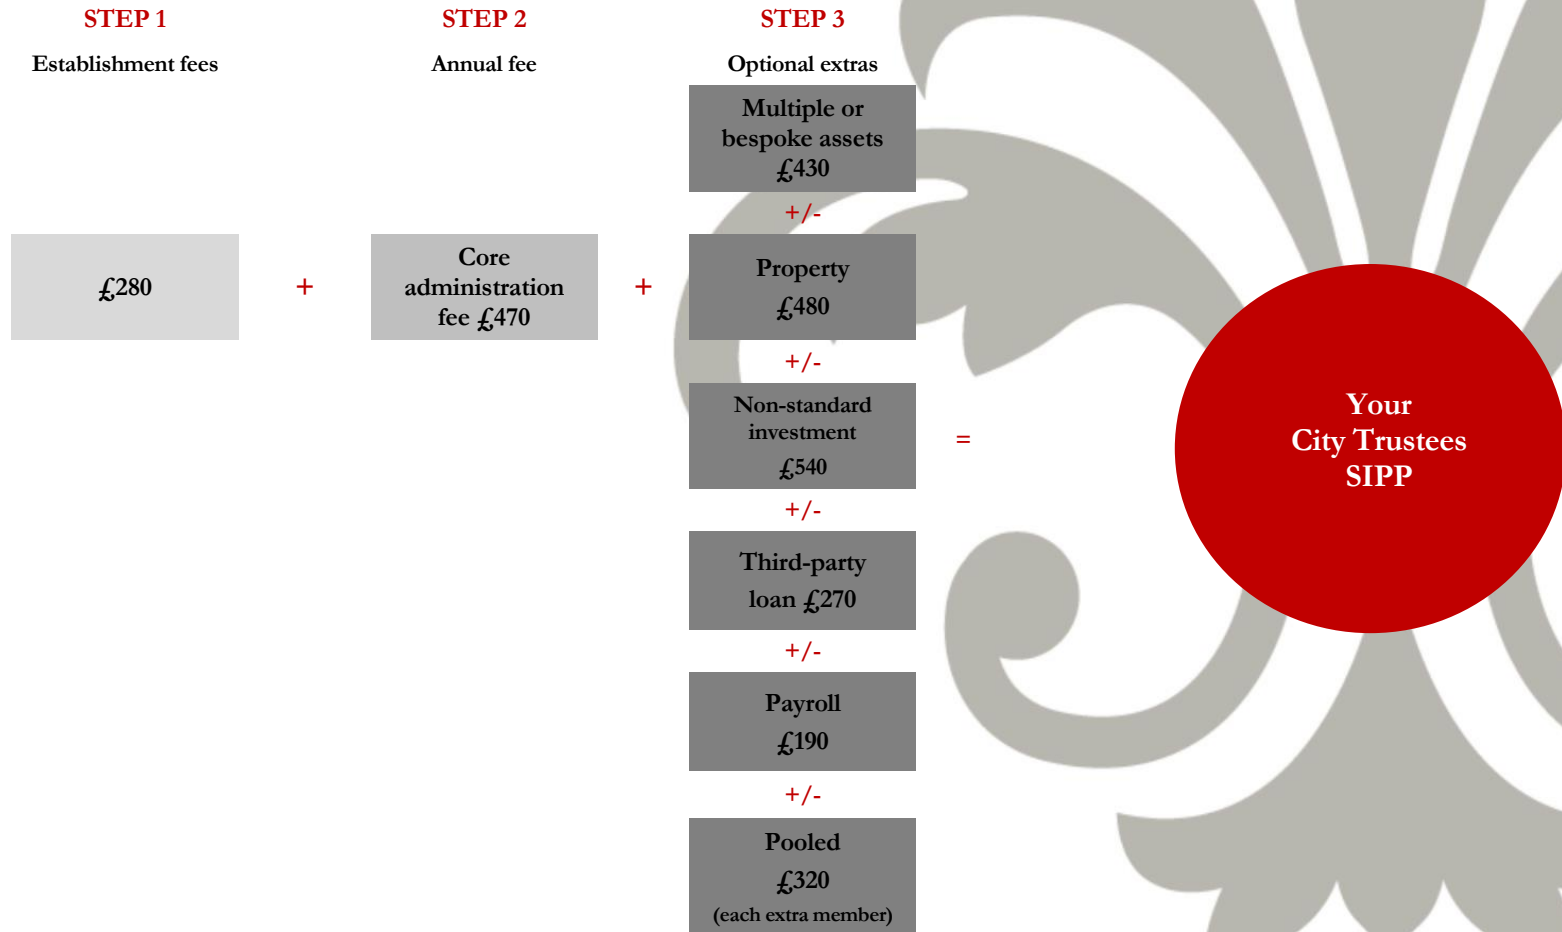 STEP 1
Establishment fees
£280
+
STEP 2
Annual fee
Core
administration
fee £470
+
STEP 3
Optional extras
Multiple or
bespoke assets
£430
+/-
Property
£480
+/-
Non-standard
investment
£540
+/-
Third-party
loan £270
+/-
Payroll
£190
+/-
Pooled
£320
(each extra member)
=
Your
City Trustees
SIPP